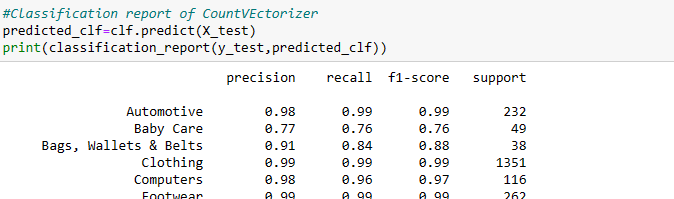 #Classification report of CountVEctorizer
predicted_clf=clf.predict(X_test)
print(classification_report(y_test,predicted_clf))
precision recall f1-score support
Automotive 0.98 0.99 0.99 232
Baby Care 0.77 0.76 0.76 49
Bags, Wallets & Belts 0.91 0.84 0.88 38
Clothing 0.99 0.99 0.99 1351
Computers 0.98 0.96 0.97 116
Footwear 0.99 0.99 0.99 262